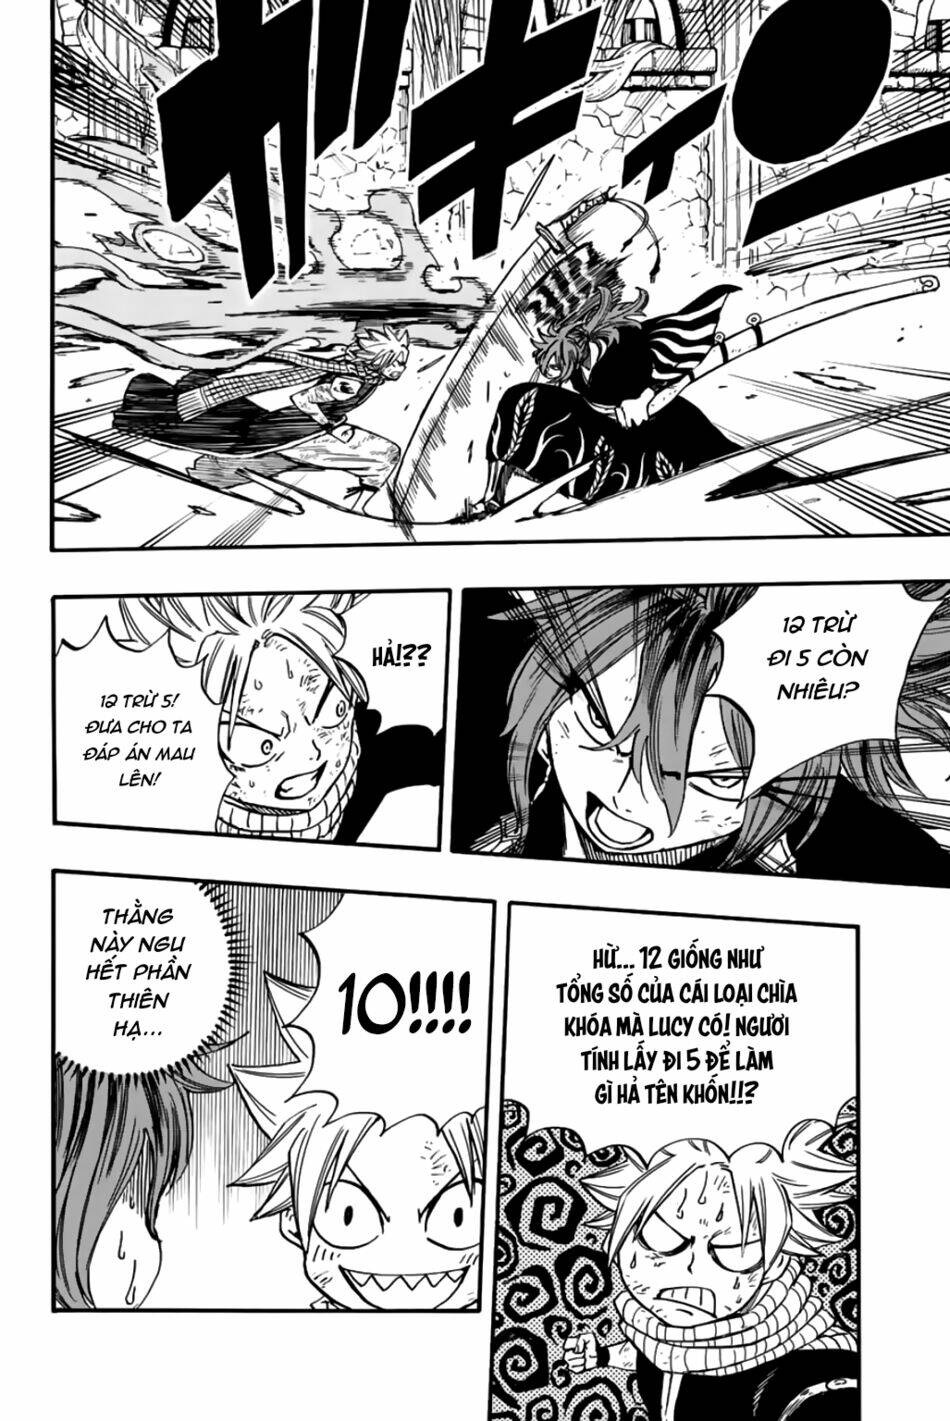 ガキィーン
12 TRỪ
ĐI 5 CÒN
NHIÊU?
HẢ!??
12 TRỪ 5!
ĐƯA CHO TA
ĐÁP ÁN MAU
LÊN!
HỪ... 12 GIỐNG NHƯ
TỔNG SỐ CỦA CÁI LOẠI CHÌA
KHÓA MÀ LUCY CÓ! NGƯƠI
TÍNH LẤY ĐI 5 ĐỂ LÀM
GÌ HẢ TÊN KHỐN!!?
10!!!!
THẰNG
NÀY NGU
HẾT PHẦN
THIÊN
HẠ...